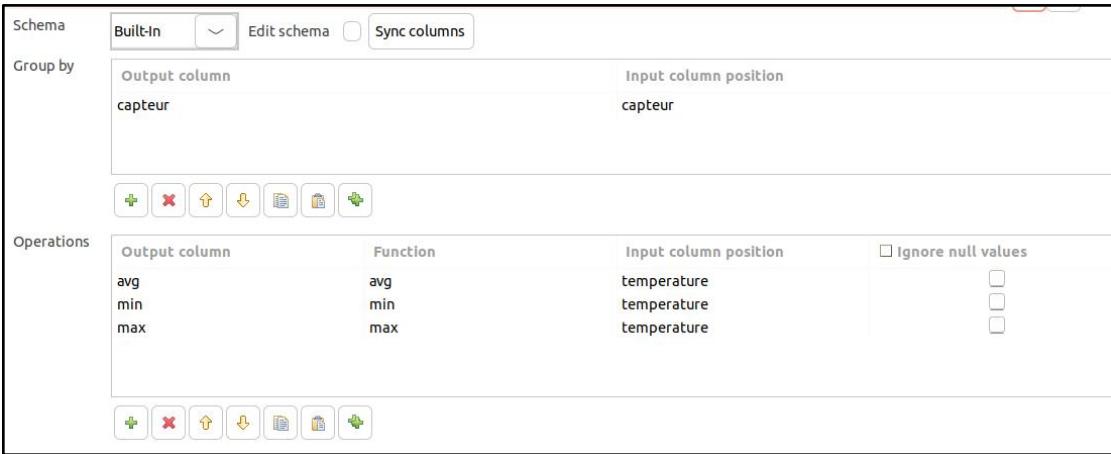 Schema Built-In Edit schema Sync columns
Group by
Output column Input column position
capteur capteur
Operations
Output column Function Input column position Ignore null values
avg avg temperature
min min temperature
max max temperature